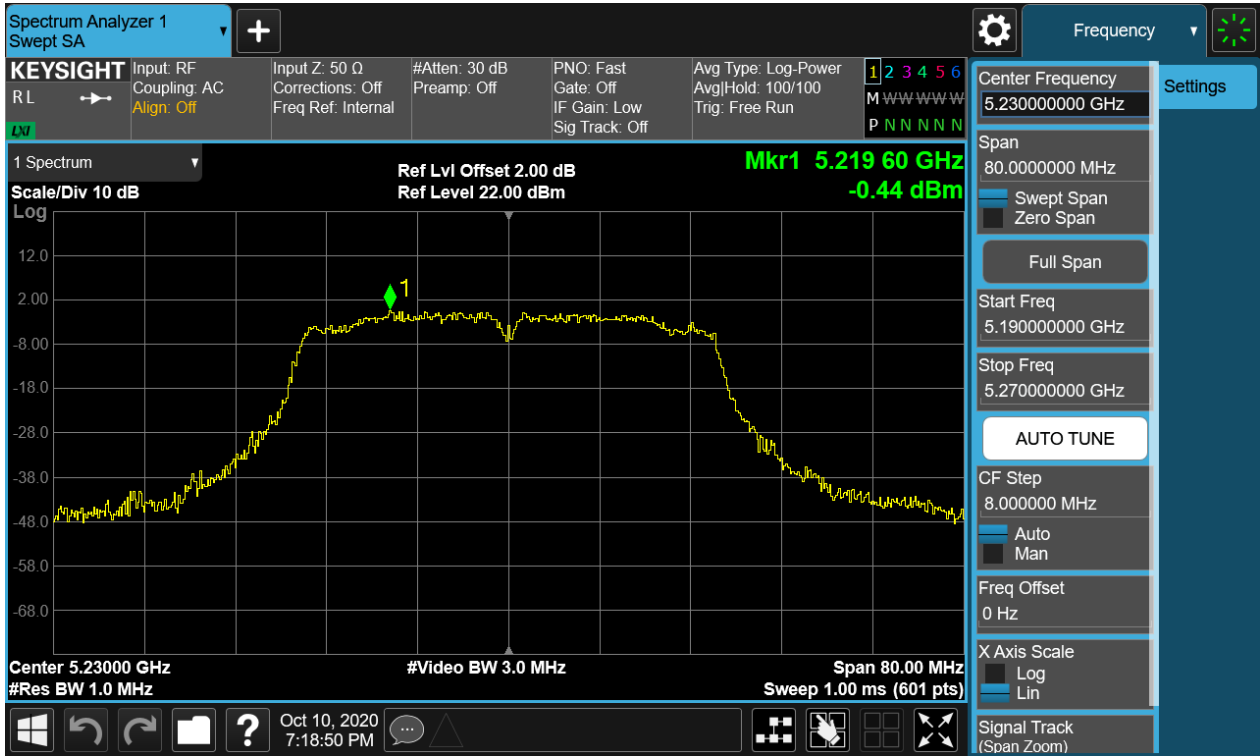 Spectrum Analyzer 1
Swept SA
+
Frequency
KEYSIGHT
R L
LXI
Input: RF
Coupling: AC
Align: Off
Input Z: 50 Ω
Corrections: Off
Freq Ref: Internal
#Atten: 30 dB
Preamp: Off
PNO: Fast
Gate: Off
IF Gain: Low
Sig Track: Off
Avg Type: Log-Power
Avg|Hold: 100/100
Trig: Free Run
1 2 3 4 5 6
M W W W W W
P N N N N N
1 Spectrum
Scale/Div 10 dB
Log
Ref Lvl Offset 2.00 dB
Ref Level 22.00 dBm
Mkr1 5.219 60 GHz
-0.44 dBm
1
12.0
2.00
-8.00
-18.0
-28.0
-38.0
-48.0
-58.0
-68.0
Center 5.23000 GHz
#Res BW 1.0 MHz
#Video BW 3.0 MHz
Span 80.00 MHz
Sweep 1.00 ms (601 pts)
?
Oct 10, 2020
7:18:50 PM
Center Frequency
5.230000000 GHz
Settings
Span
80.0000000 MHz
Swept Span
Zero Span
Full Span
Start Freq
5.190000000 GHz
Stop Freq
5.270000000 GHz
AUTO TUNE
CF Step
8.000000 MHz
Auto
Man
Freq Offset
0 Hz
X Axis Scale
Log
Lin
Signal Track
(Span Zoom)